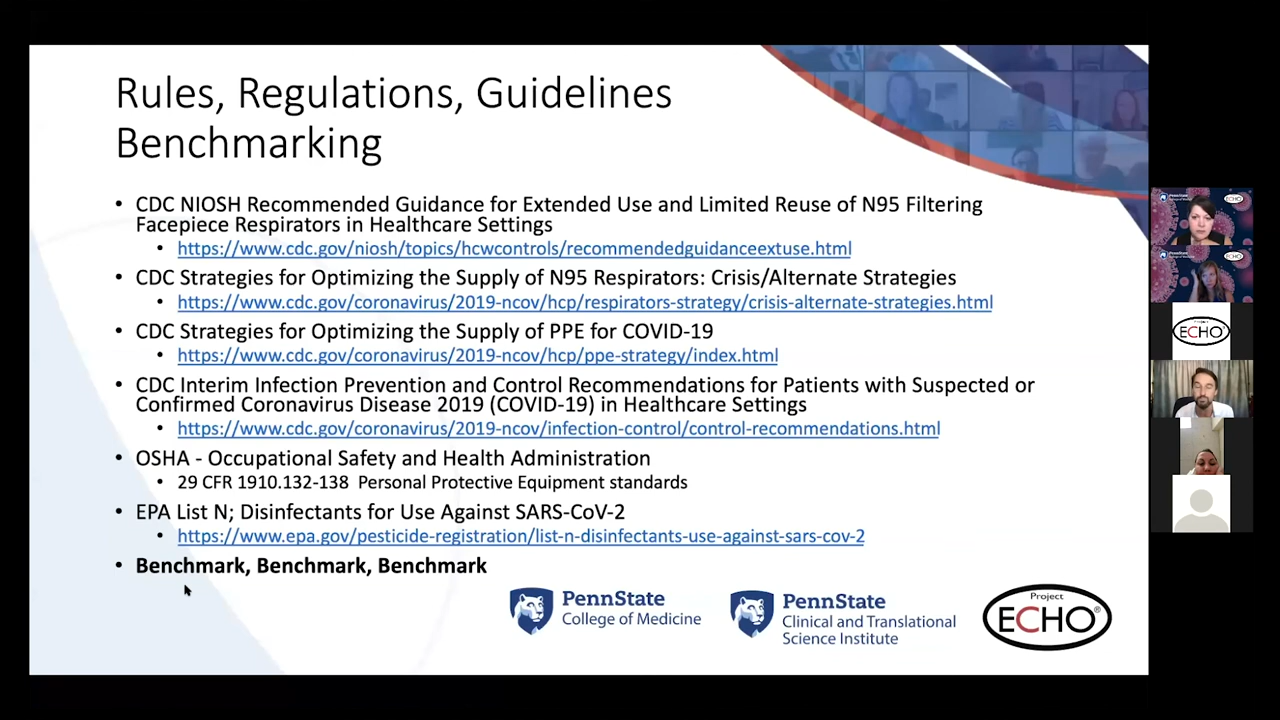 Rules, Regulations, Guidelines
Benchmarking
• CDC NIOSH Recommended Guidance for Extended Use and Limited Reuse of N95 Filtering
Facepiece Respirators in Healthcare Settings
• https://www.cdc.gov/niosh/topics/hcwcontrols/recommendedguidanceextuse.html
• CDC Strategies for Optimizing the Supply of N95 Respirators: Crisis/Alternate Strategies
• https://www.cdc.gov/coronavirus/2019-ncov/hcp/respirators-strategy/crisis-alternate-strategies.html
• CDC Strategies for Optimizing the Supply of PPE for COVID-19
• https://www.cdc.gov/coronavirus/2019-ncov/hcp/ppe-strategy/index.html
• CDC Interim Infection Prevention and Control Recommendations for Patients with Suspected or
Confirmed Coronavirus Disease 2019 (COVID-19) in Healthcare Settings
• https://www.cdc.gov/coronavirus/2019-ncov/infection-control/control-recommendations.html
• OSHA - Occupational Safety and Health Administration
• 29 CFR 1910.132-138 Personal Protective Equipment standards
• EPA List N; Disinfectants for Use Against SARS-CoV-2
• https://www.epa.gov/pesticide-registration/list-n-disinfectants-use-against-sars-cov-2
• Benchmark, Benchmark, Benchmark
PennState
College of Medicine
PennState
Clinical and Translational
Science Institute
Project
ECHO®
ECHO